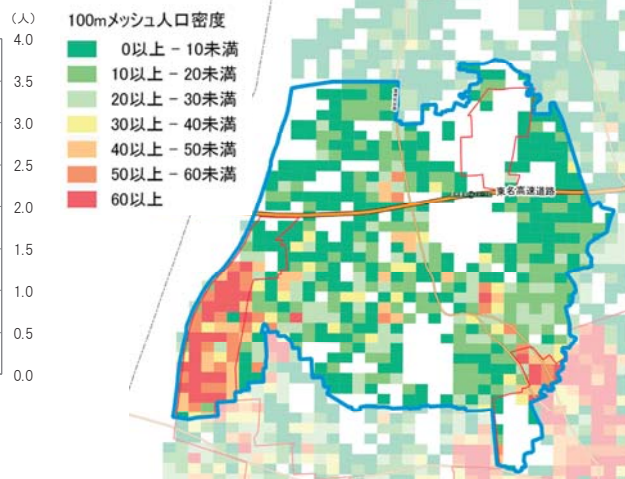 (人)
4.0
3.5
3.0
2.5
2.0
1.5
1.0
0.5
0.0
100mメッシュ人口密度
0以上 - 10未満
10以上 - 20未満
20以上 - 30未満
30以上 - 40未満
40以上 - 50未満
50以上 - 60未満
60以上
東名高速道路